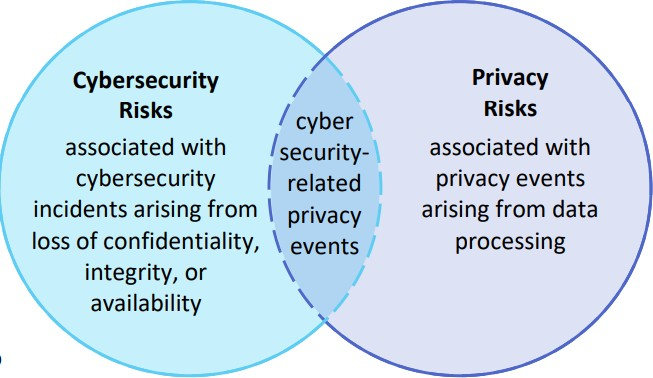 Cybersecurity
Risks
associated with
cybersecurity
incidents arising from
loss of confidentiality,
integrity, or
availability
cyber
security-
related
privacy
events
Privacy
Risks
associated with
privacy events
arising from data
processing